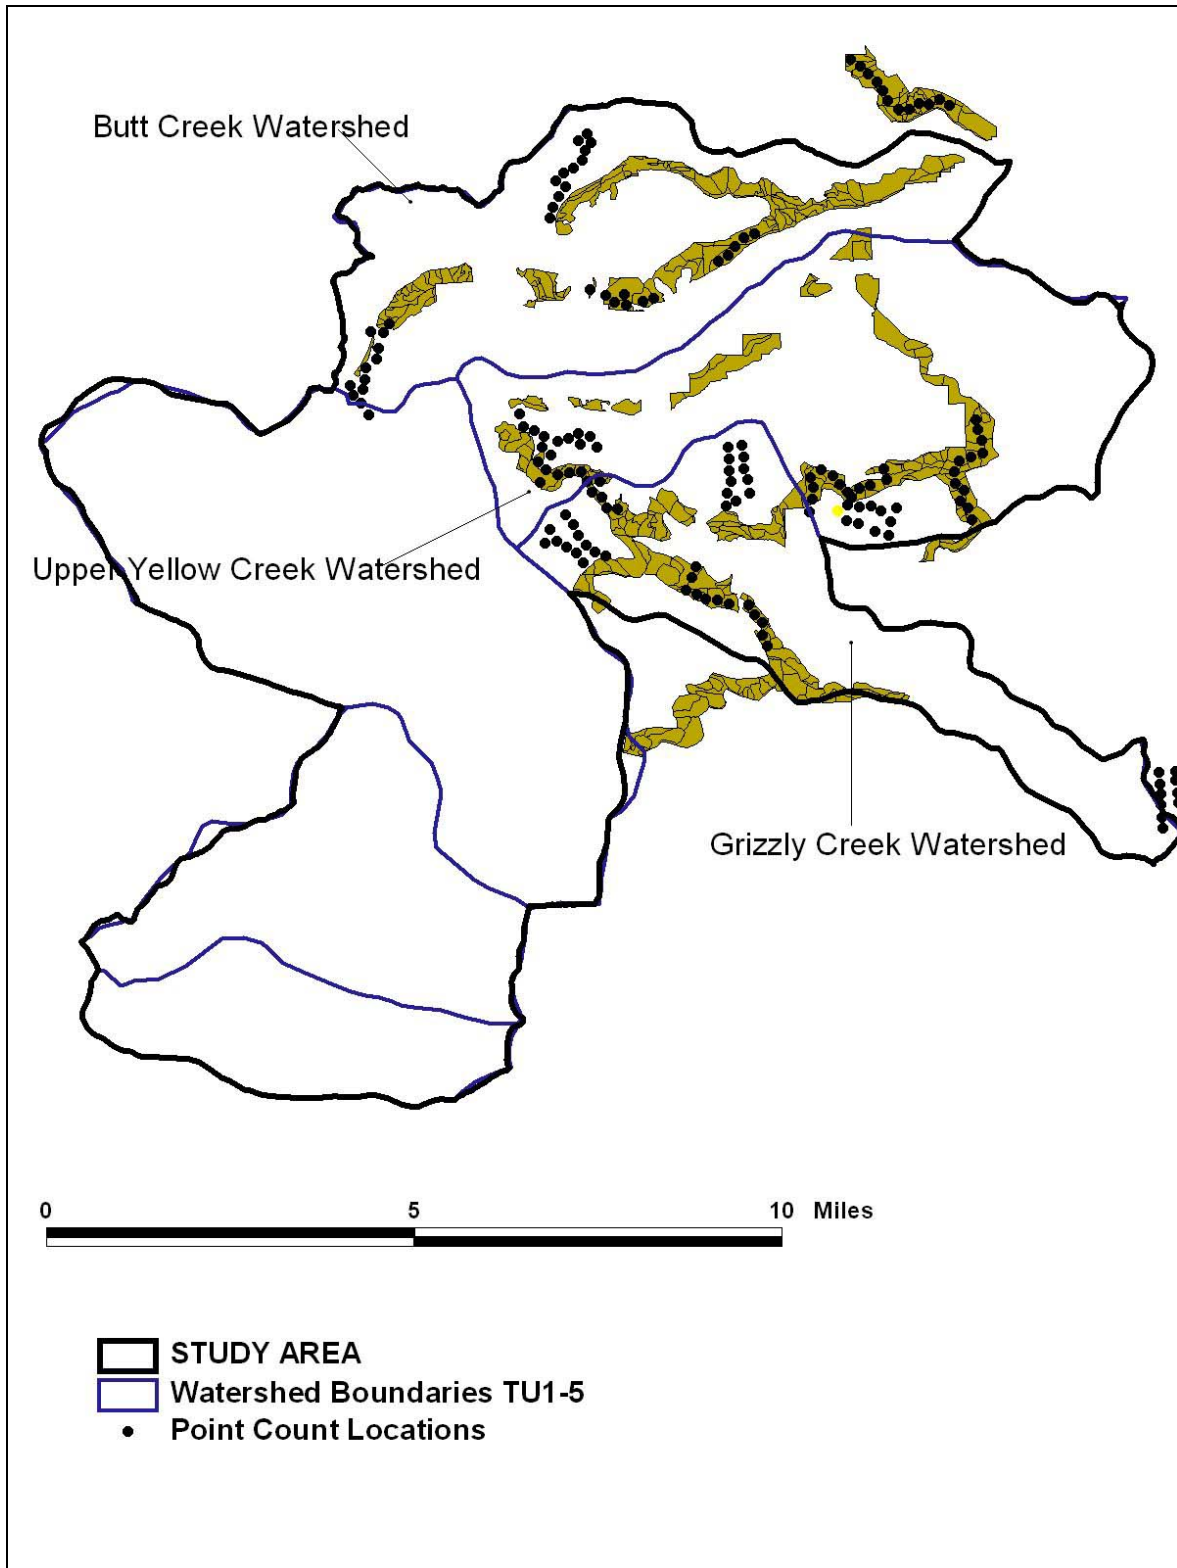 Butt Creek Watershed
Upper Yellow Creek Watershed
Grizzly Creek Watershed
0 5 10 Miles
STUDY AREA
Watershed Boundaries TU1-5
Point Count Locations